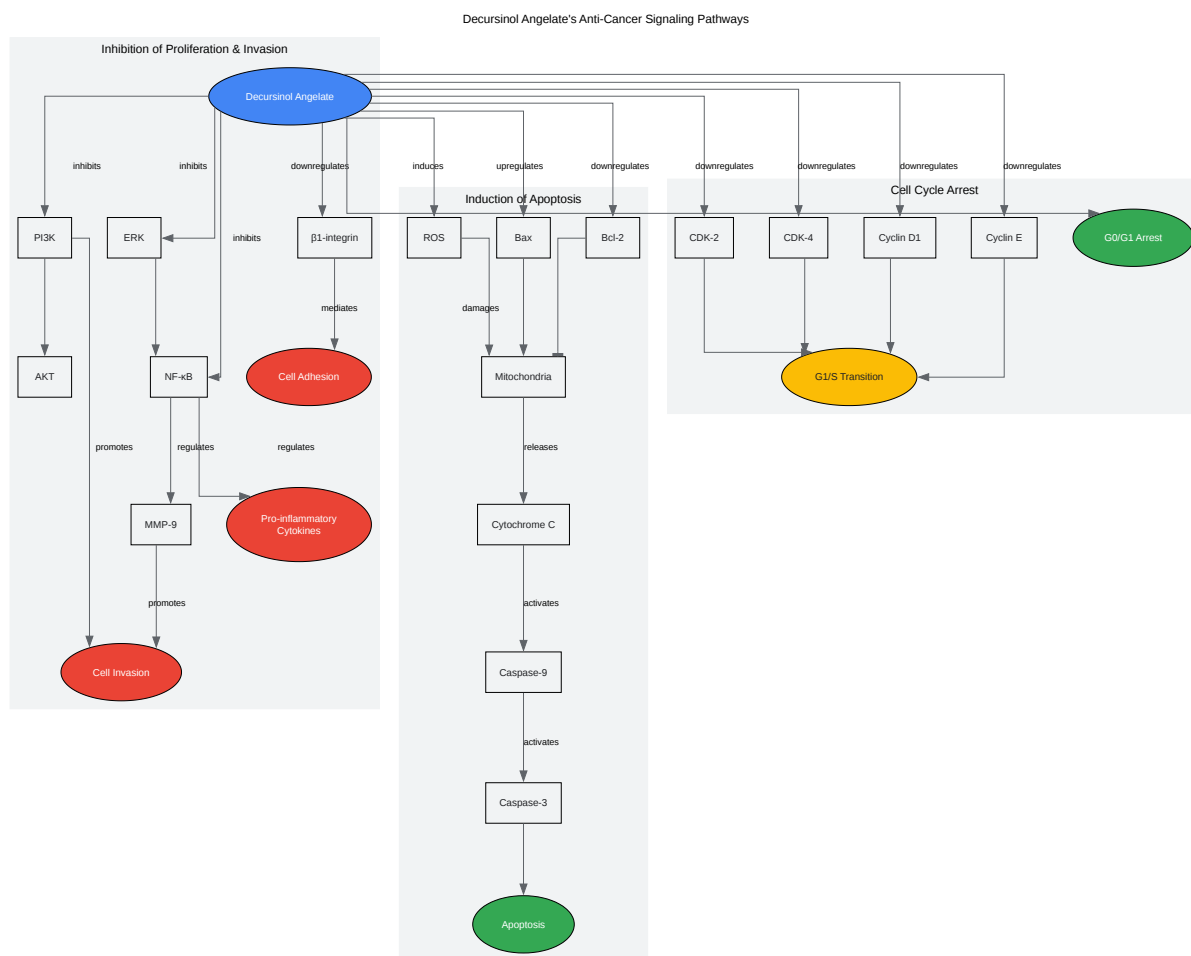 Decursinol Angelate's Anti-Cancer Signaling Pathways
Inhibition of Proliferation & Invasion
Decursinol Angelate
inhibits
inhibits
downregulates
induces
upregulates
downregulates
downregulates
downregulates
downregulates
downregulates
Induction of Apoptosis
Cell Cycle Arrest
PI3K
ERK
inhibits
β1-integrin
ROS
Bax
Bcl-2
CDK-2
CDK-4
Cyclin D1
Cyclin E
G0/G1 Arrest
mediates
damages
AKT
NF-κB
Cell Adhesion
Mitochondria
G1/S Transition
promotes
regulates
regulates
releases
MMP-9
Pro-inflammatory
Cytokines
Cytochrome C
promotes
activates
Cell Invasion
Caspase-9
activates
Caspase-3
Apoptosis